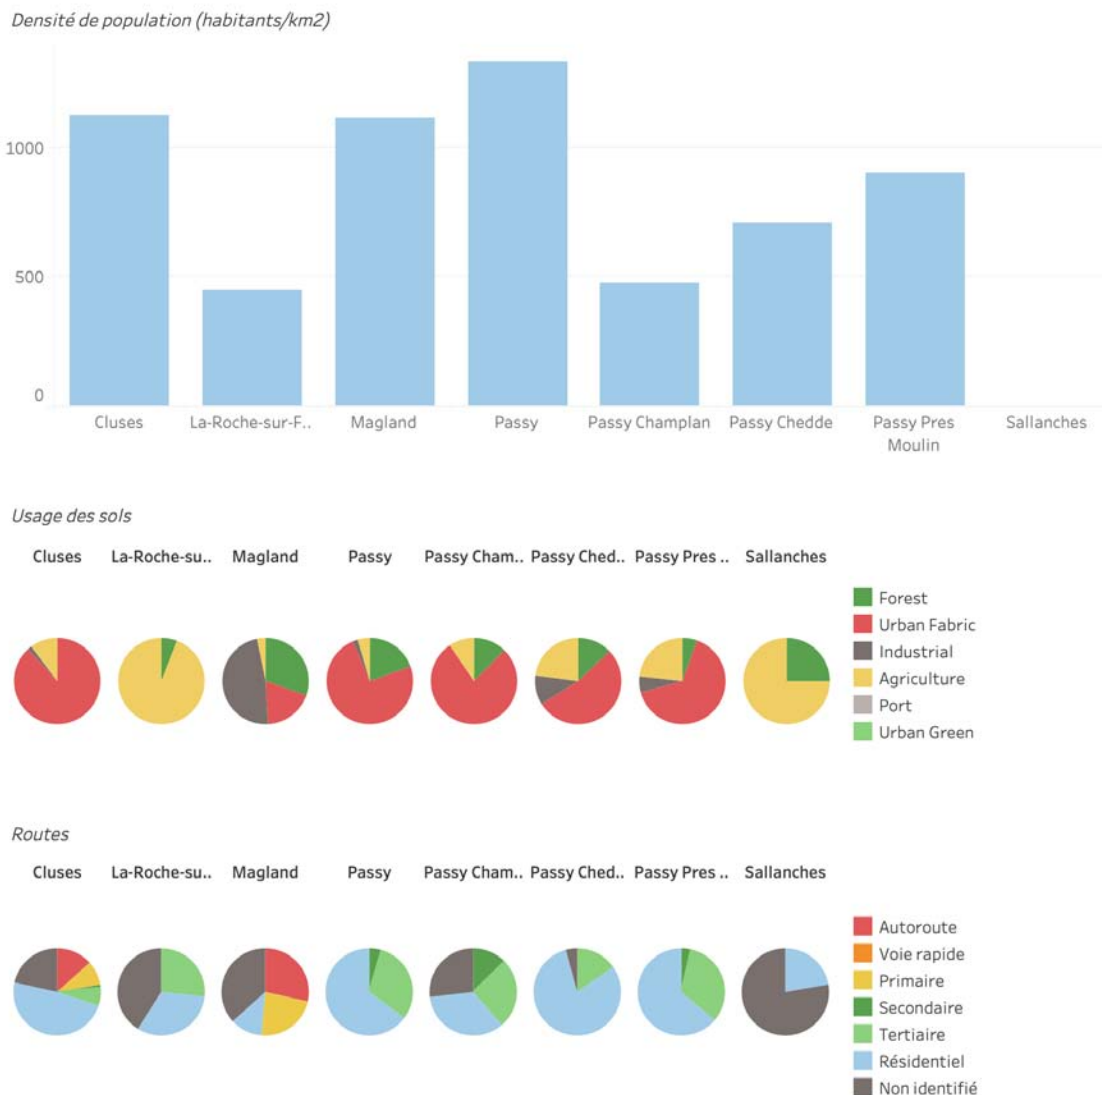 Densité de population (habitants/km2)
1000
500
0
Cluses La-Roche-sur-F.. Magland Passy Passy Champlan Passy Chedde Passy Pres Moulin Sallanches
Usage des sols
Cluses La-Roche-su.. Magland Passy Passy Cham.. Passy Ched.. Passy Pres .. Sallanches
Forest
Urban Fabric
Industrial
Agriculture
Port
Urban Green
Routes
Cluses La-Roche-su.. Magland Passy Passy Cham.. Passy Ched.. Passy Pres .. Sallanches
Autoroute
Voie rapide
Primaire
Secondaire
Tertiaire
Résidentiel
Non identifié